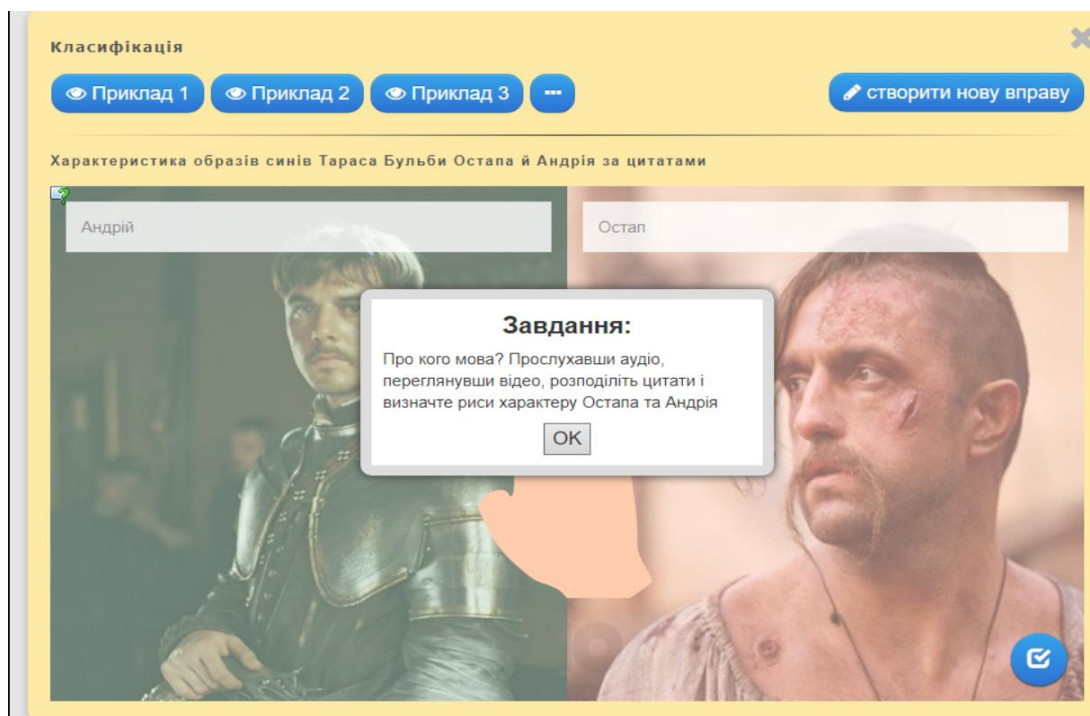 Класифікація
Приклад 1 Приклад 2 Приклад 3 створити нову вправу
Характеристика образів синів Тараса Бульби Остапа й Андрія за цитатами
Андрій Остап
Завдання:
Про кого мова? Прослухавши аудіо,
переглянувши відео, розподіліть цитати і
визначте риси характеру Остапа та Андрія
OK